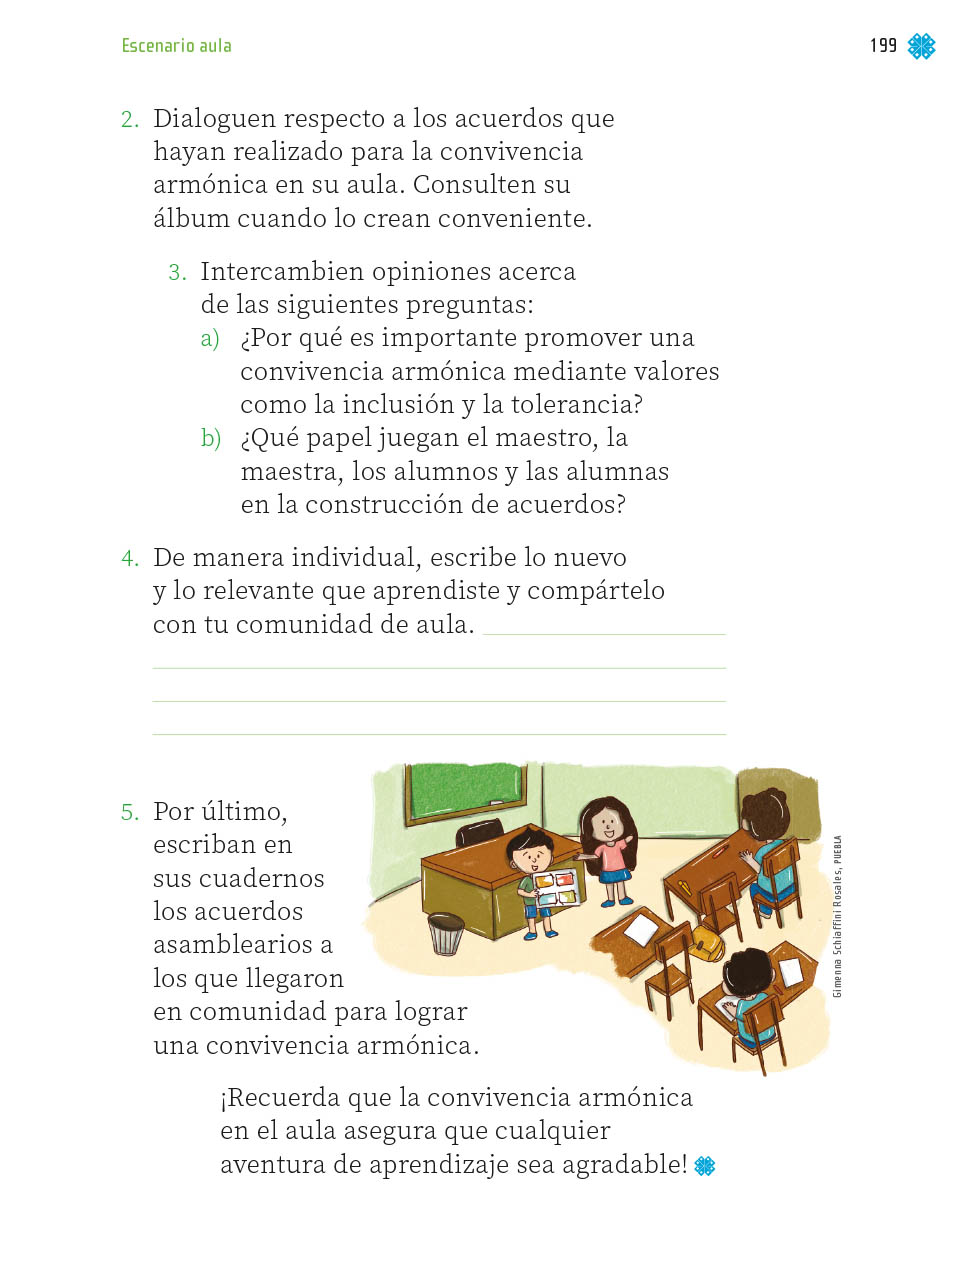 Escenario aula
199
2. Dialoguen respecto a los acuerdos que
hayan realizado para la convivencia
armónica en su aula. Consulten su
álbum cuando lo crean conveniente.
3. Intercambien opiniones acerca
de las siguientes preguntas:
a) ¿Por qué es importante promover una
convivencia armónica mediante valores
como la inclusión y la tolerancia?
b) ¿Qué papel juegan el maestro, la
maestra, los alumnos y las alumnas
en la construcción de acuerdos?
4. De manera individual, escribe lo nuevo
y lo relevante que aprendiste y compártelo
con tu comunidad de aula.
5. Por último,
escriban en
sus cuadernos
los acuerdos
asamblearios a
los que llegaron
en comunidad para lograr
una convivencia armónica.
Gimenna Schiaffini Rosales, PUEBLA
¡Recuerda que la convivencia armónica
en el aula asegura que cualquier
aventura de aprendizaje sea agradable!